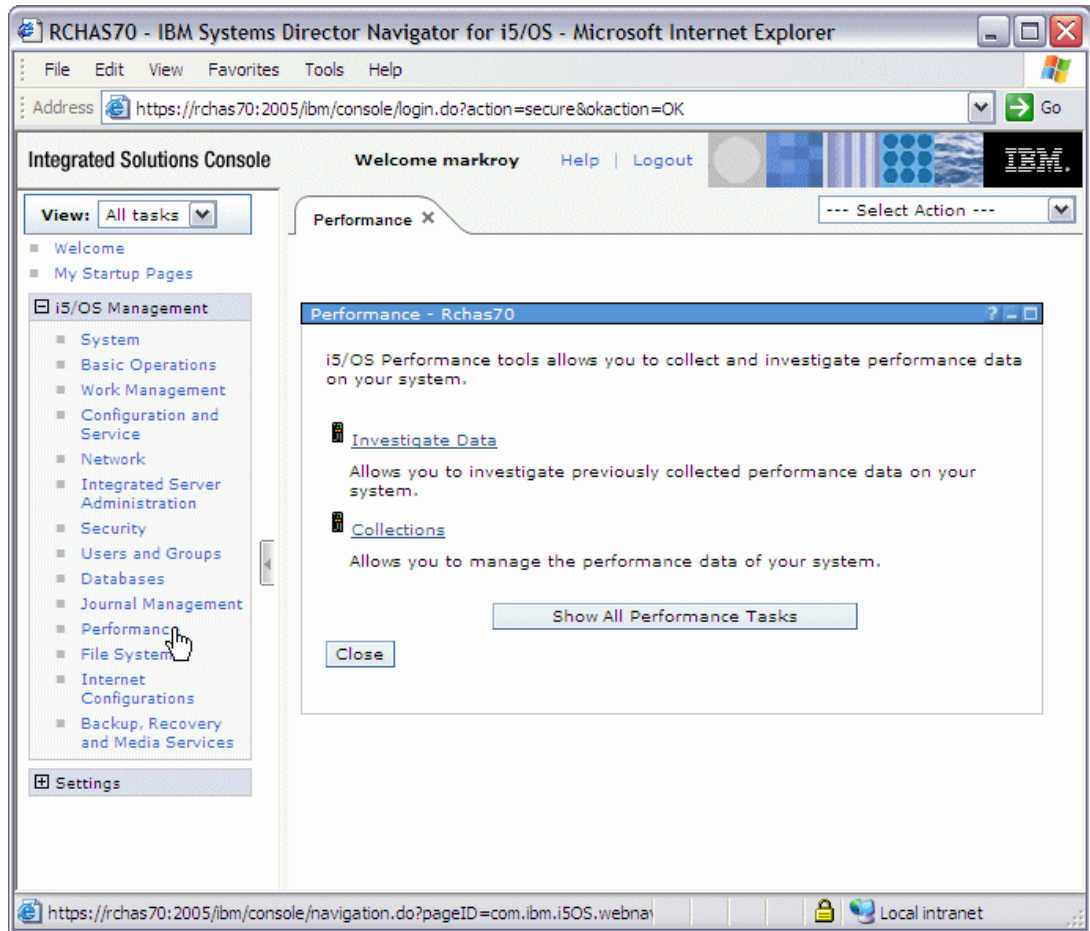 RCHAS70 - IBM Systems Director Navigator for i5/OS - Microsoft Internet Explorer
File Edit View Favorites Tools Help
Address https://rchas70:2005/ibm/console/login.do?action=secure&okaction=OK Go
Integrated Solutions Console Welcome markroy Help | Logout IBM.
View: All tasks
Performance
--- Select Action ---
Welcome
My Startup Pages
i5/OS Management
System
Basic Operations
Work Management
Configuration and
Service
Network
Integrated Server
Administration
Security
Users and Groups
Databases
Journal Management
Performance
File System
Internet
Configurations
Backup, Recovery
and Media Services
Settings
Performance - Rchas70
i5/OS Performance tools allows you to collect and investigate performance data
on your system.
Investigate Data
Allows you to investigate previously collected performance data on your
system.
Collections
Allows you to manage the performance data of your system.
Show All Performance Tasks
Close
https://rchas70:2005/ibm/console/navigation.do?pageID=com.ibm.i5OS.webnav Local intranet